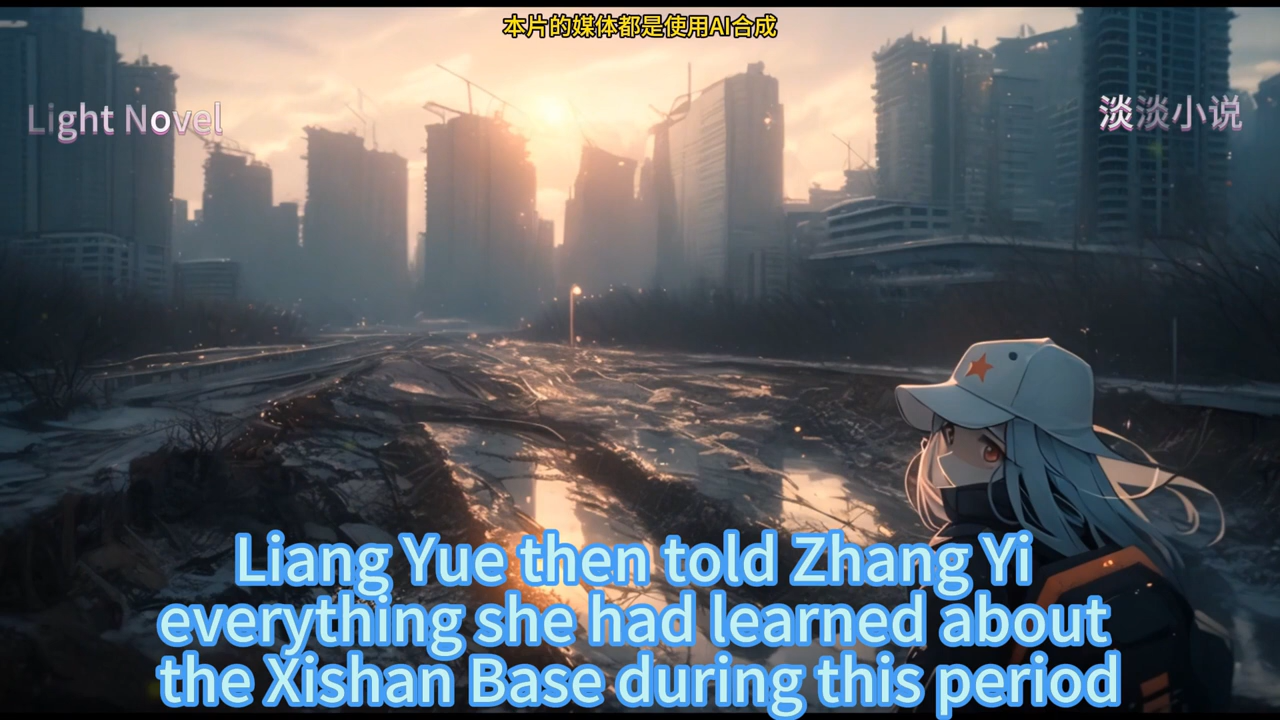 本片的媒体都是使用AI合成
Light Novel
淡淡小说
Liang Yue then told Zhang Yi
everything she had learned about
the Xishan Base during this period